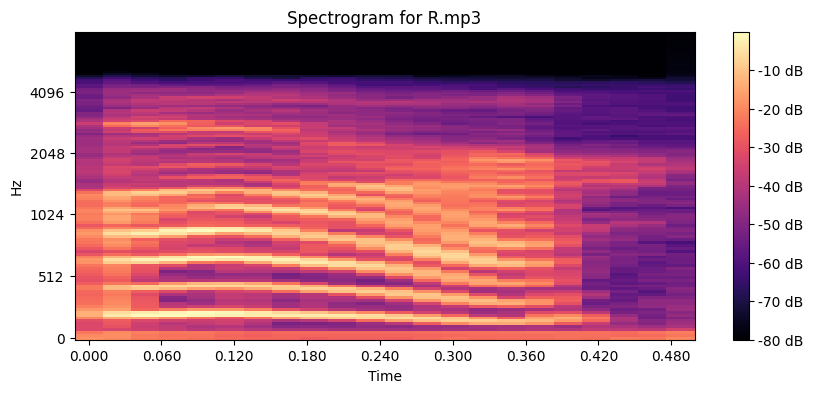 Spectrogram for R.mp3
Hz
4096
2048
1024
512
0
0.000 0.060 0.120 0.180 0.240 0.300 0.360 0.420 0.480
Time
-10 dB
-20 dB
-30 dB
-40 dB
-50 dB
-60 dB
-70 dB
-80 dB